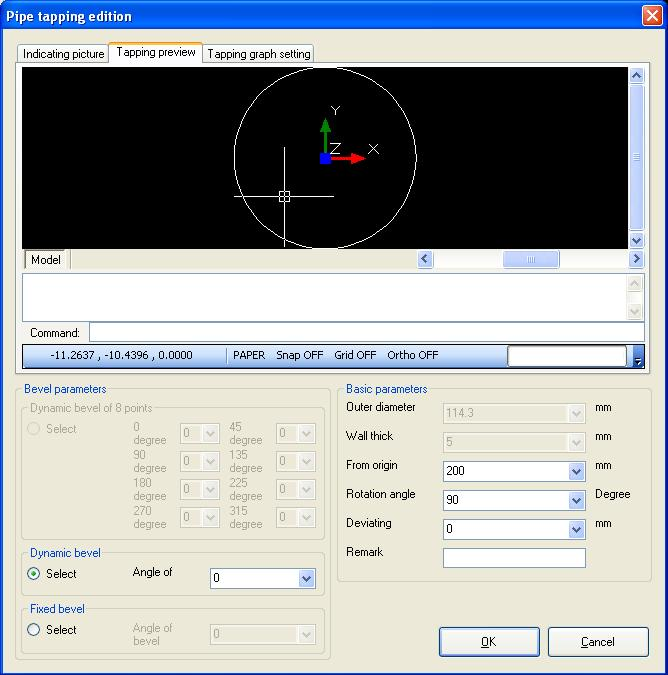 Pipe tapping edition
Indicating picture Tapping preview Tapping graph setting
Y
Z X
Model
Command:
-11.2637 , -10.4396 , 0.0000 PAPER Snap OFF Grid OFF Ortho OFF
Bevel parameters
Dynamic bevel of 8 points
Select
0 degree 0 45 degree 0
90 degree 0 135 degree 0
180 degree 0 225 degree 0
270 degree 0 315 degree 0
Dynamic bevel
Select Angle of 0
Fixed bevel
Select Angle of bevel 0
Basic parameters
Outer diameter 114.3 mm
Wall thick 5 mm
From origin 200 mm
Rotation angle 90 Degree
Deviating 0 mm
Remark
OK Cancel